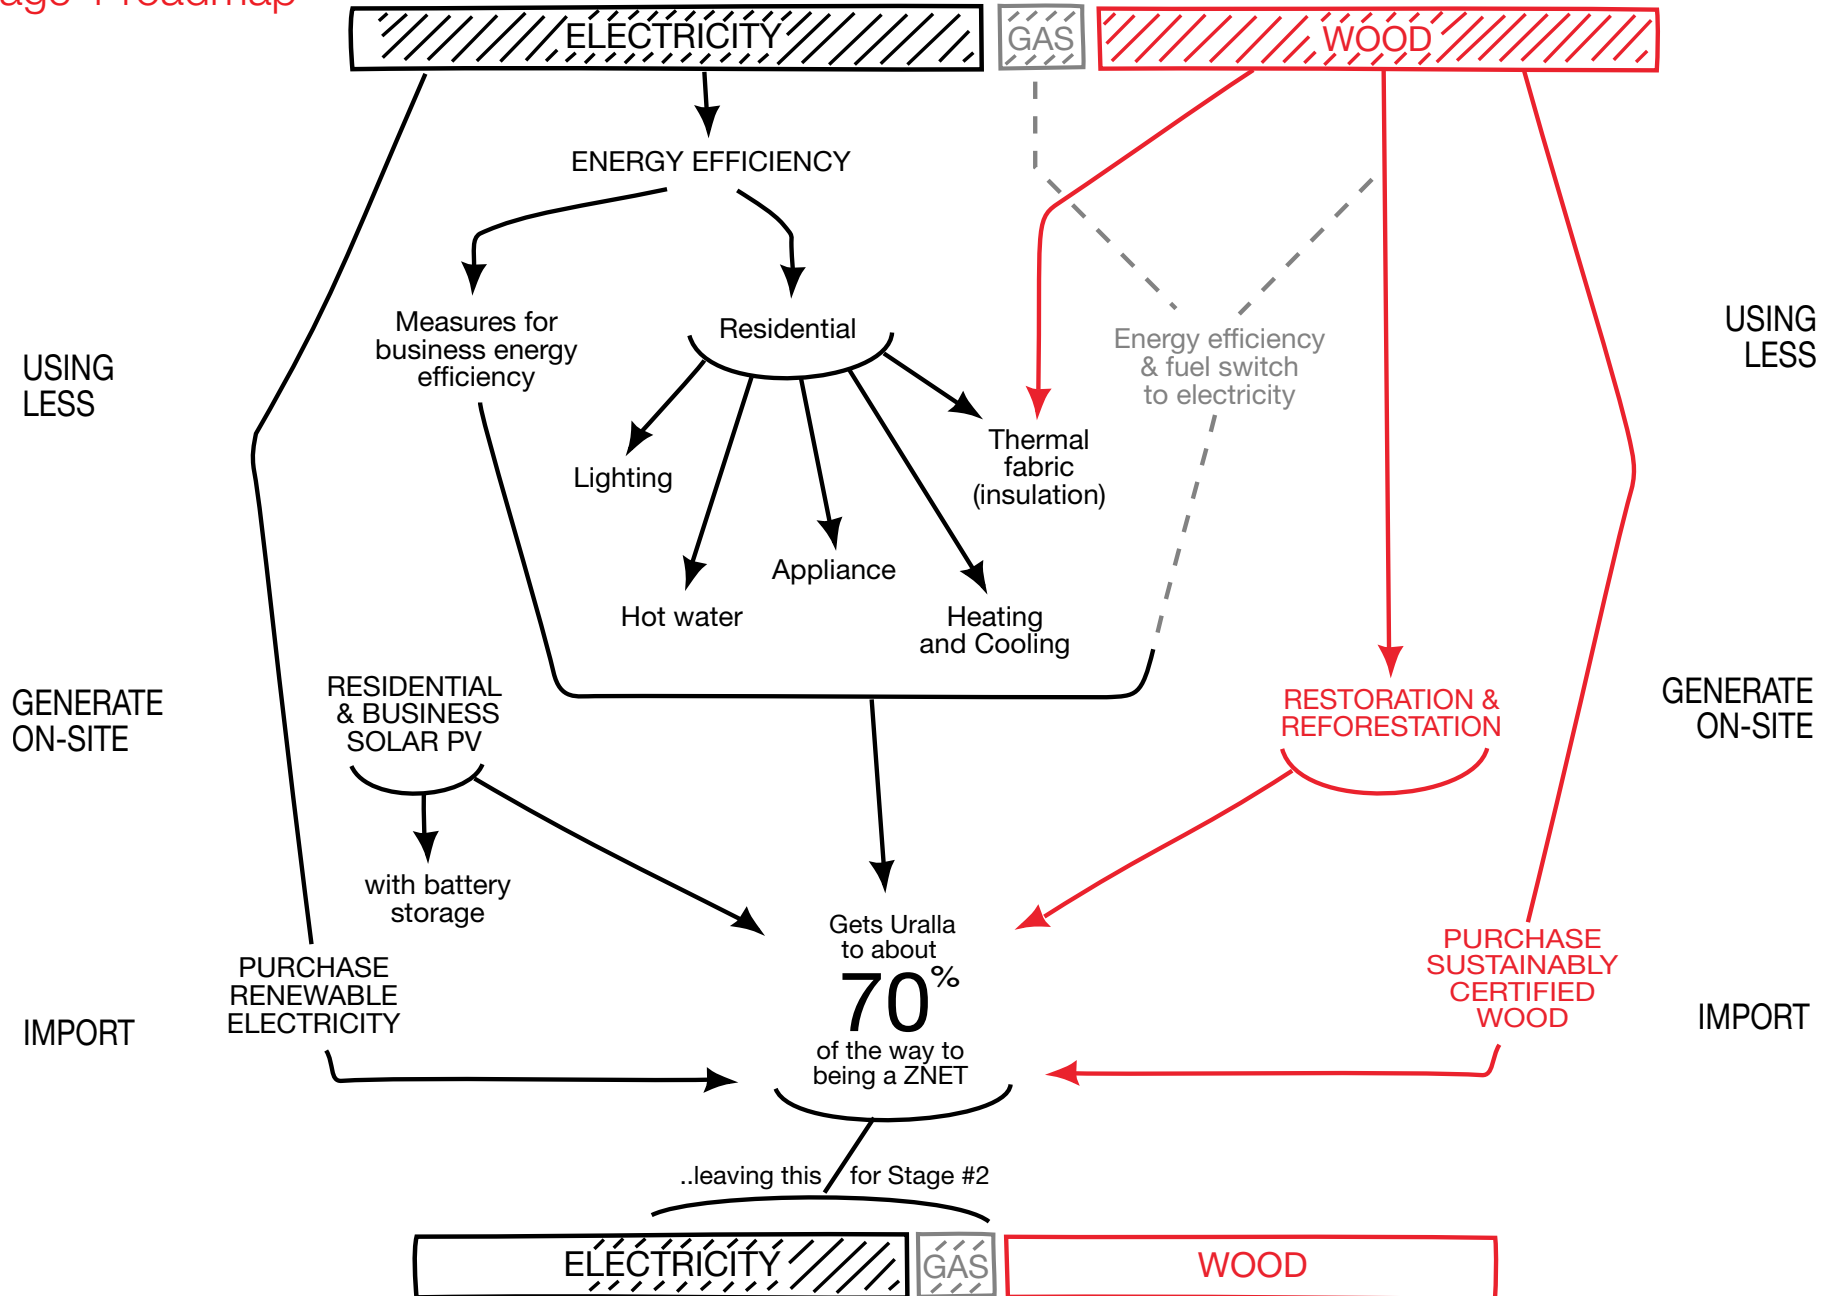 age 1 roadmap
ELECTRICITY
GAS
WOOD
ENERGY EFFICIENCY
Measures for
business energy
efficiency
Residential
Energy efficiency
& fuel switch
to electricity
USING
LESS
USING
LESS
Lighting
Thermal
fabric
(insulation)
Appliance
Hot water
Heating
and Cooling
GENERATE
ON-SITE
RESIDENTIAL
& BUSINESS
SOLAR PV
RESTORATION &
REFORESTATION
GENERATE
ON-SITE
with battery
storage
Gets Uralla
to about
70%
of the way to
being a ZNET
PURCHASE
RENEWABLE
ELECTRICITY
PURCHASE
SUSTAINABLY
CERTIFIED
WOOD
IMPORT
IMPORT
..leaving this for Stage #2
ELECTRICITY
GAS
WOOD